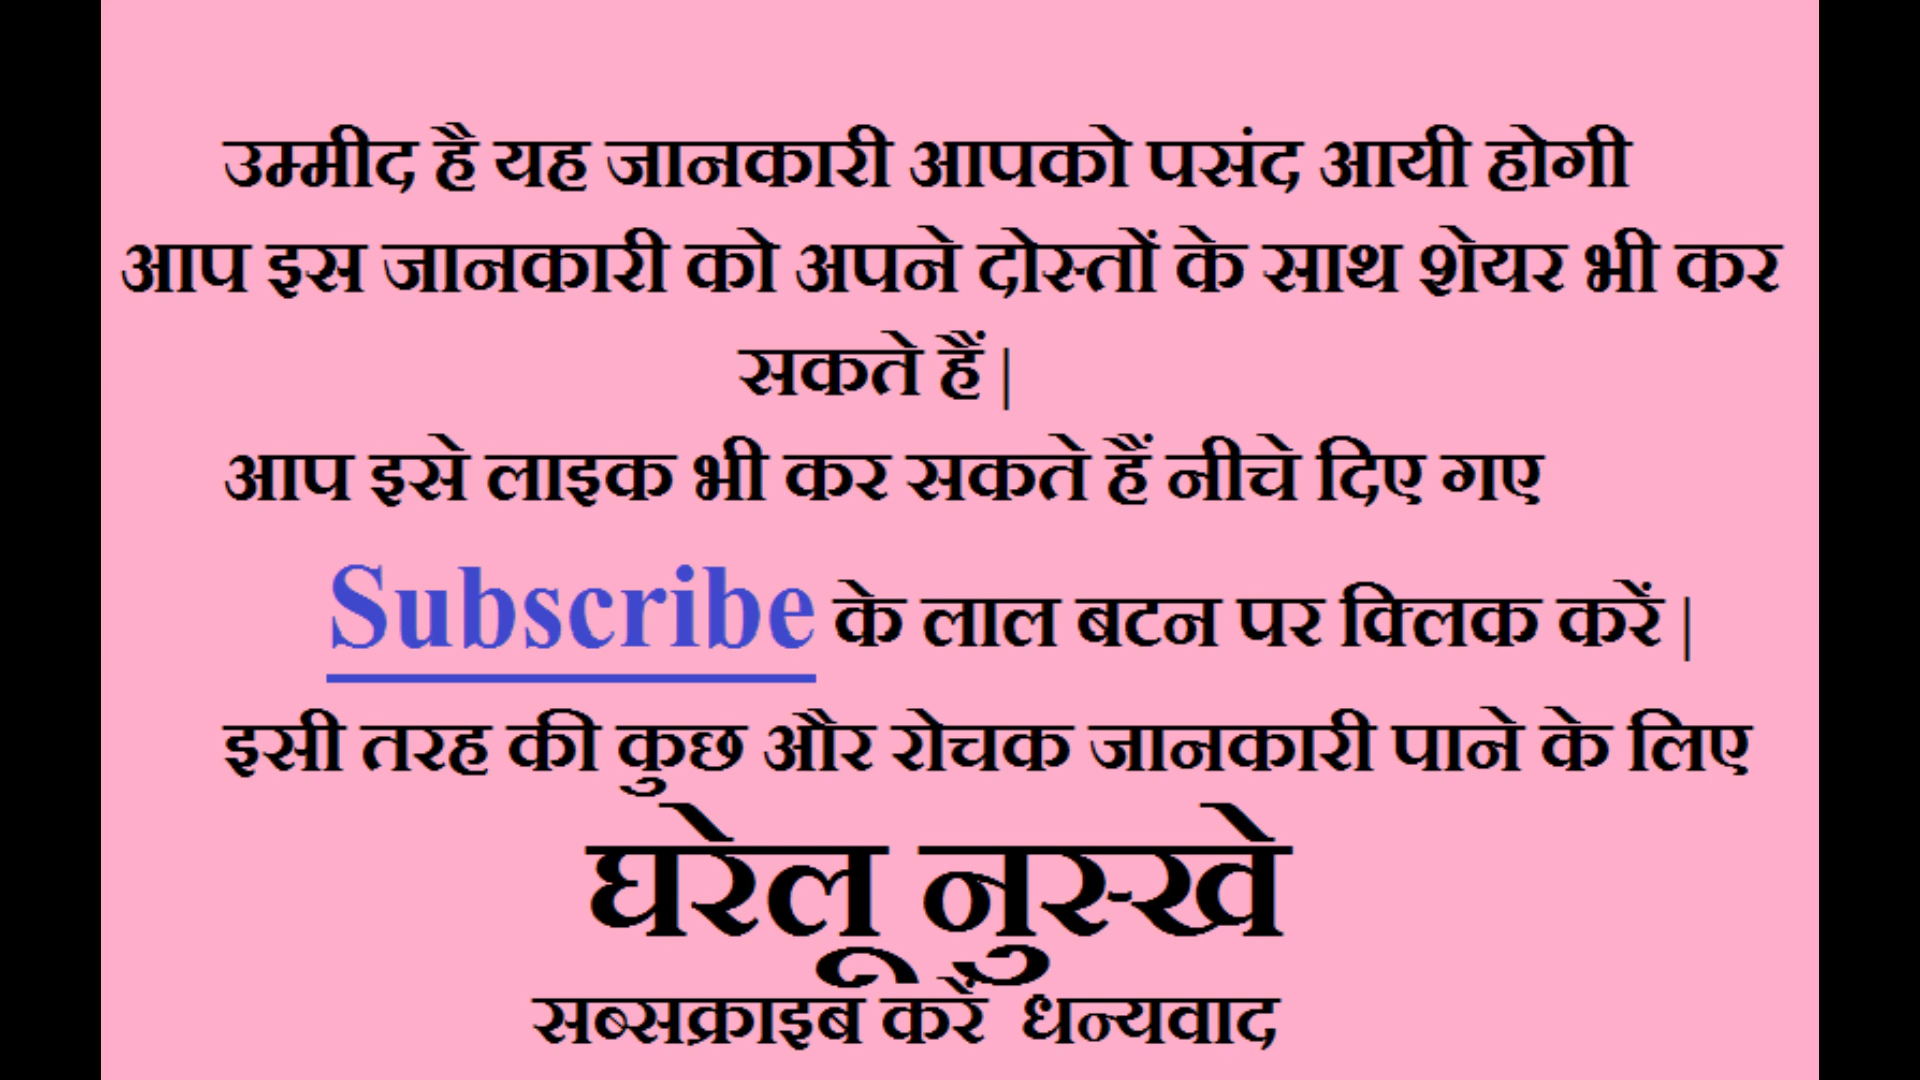 उम्मीद है यह जानकारी आपको पसंद आयी होगी
आप इस जानकारी को अपने दोस्तों के साथ शेयर भी कर
सकते हैं |
आप इसे लाइक भी कर सकते हैं नीचे दिए गए
Subscribe के लाल बटन पर क्लिक करें |
इसी तरह की कुछ और रोचक जानकारी पाने के लिए
घरेलू नुस्खे
सब्सक्राइब करें धन्यवाद